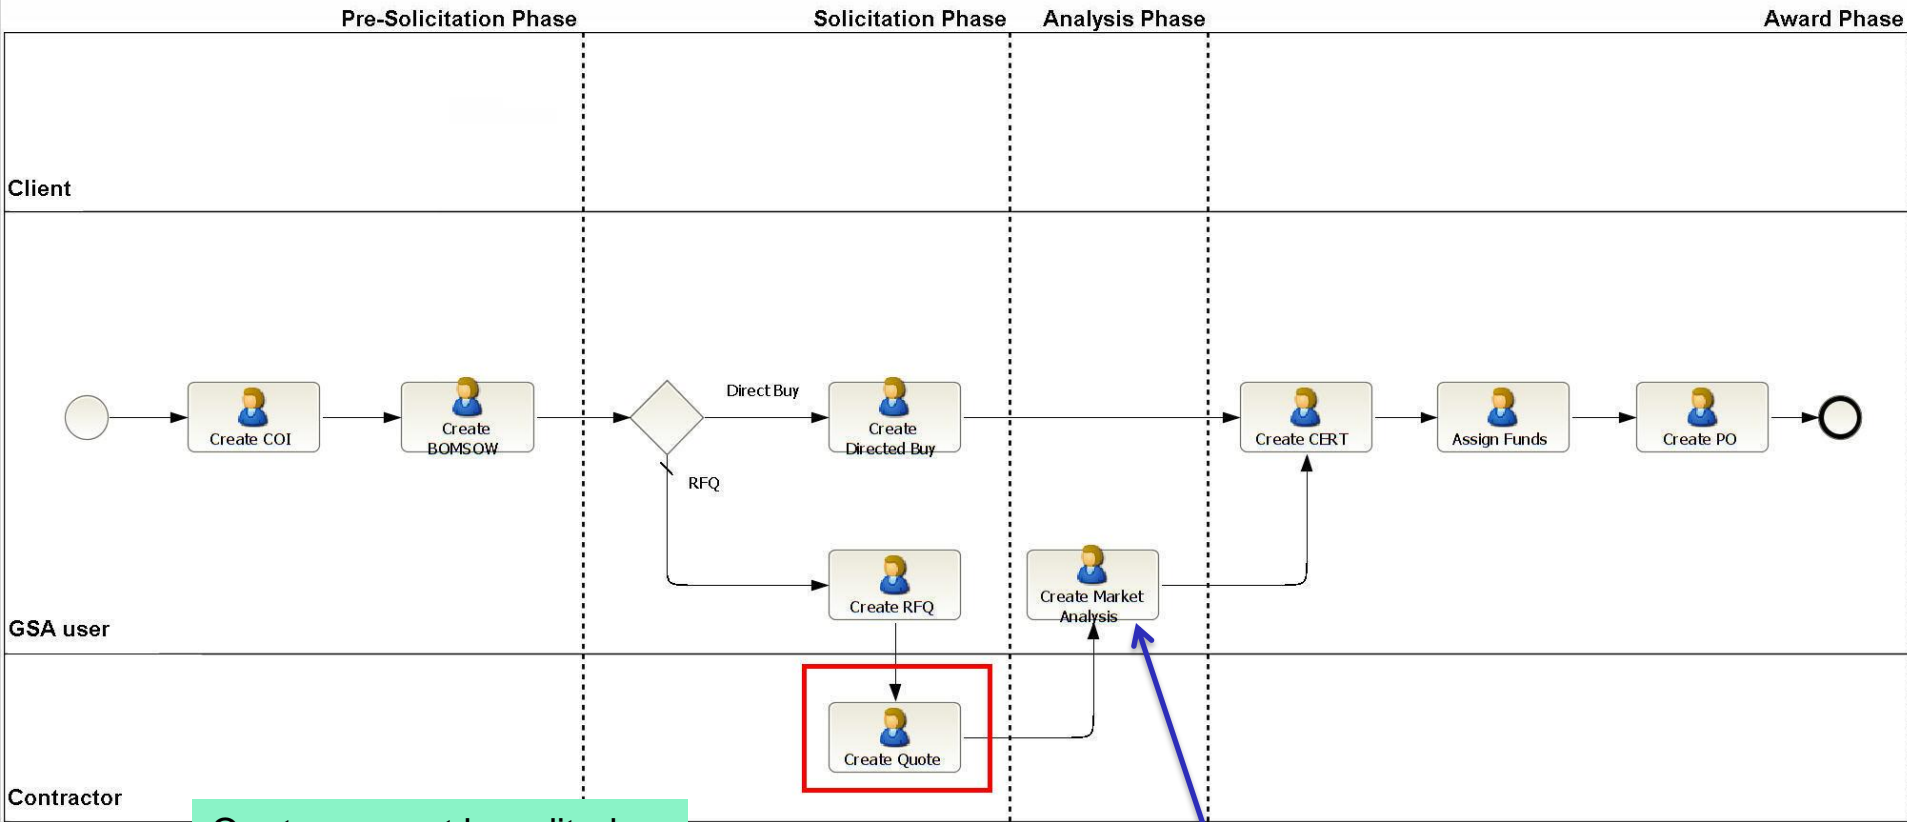 Pre-Solicitation Phase
Solicitation Phase
Analysis Phase
Award Phase
Client
Create COI
Create
BOMSOW
Direct Buy
RFQ
Create
Directed Buy
Create CERT
Assign Funds
Create PO
Create RFQ
Create Market
Analysis
GSA user
Create Quote
Contractor